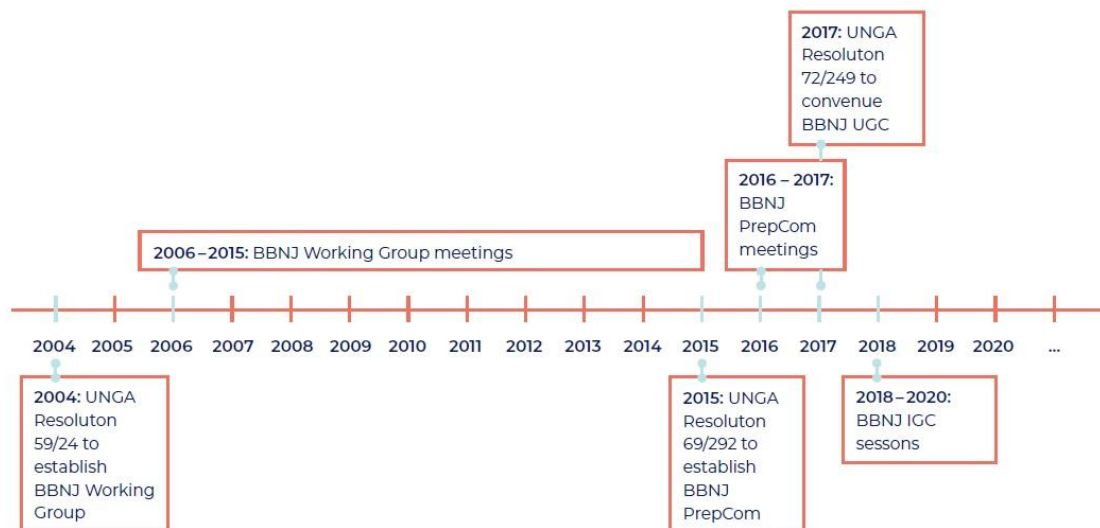 2017: UNGA
Resoluton
72/249 to
convenue
BBNJ UGC
2016 – 2017:
BBNJ
PrepCom
meetings
2006–2015: BBNJ Working Group meetings
2004 2005 2006 2007 2008 2009 2010 2011 2012 2013 2014 2015 2016 2017 2018 2019 2020 ...
2004: UNGA
Resoluton
59/24 to
establish
BBNJ Working
Group
2015: UNGA
Resoluton
69/292 to
establish
BBNJ
PrepCom
2018–2020:
BBNJ IGC
sessons